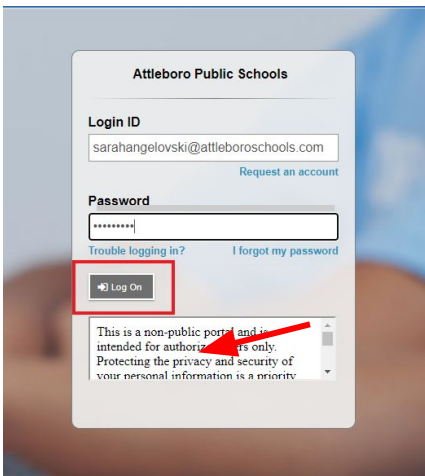 Attleboro Public Schools
Login ID
sarahangelovski@attleboroschools.com
Request an account
Password
•••••••••
Trouble logging in? I forgot my password
Log On
This is a non-public portal and is
intended for only.
Protecting the privacy and security of
your personal information is a priority